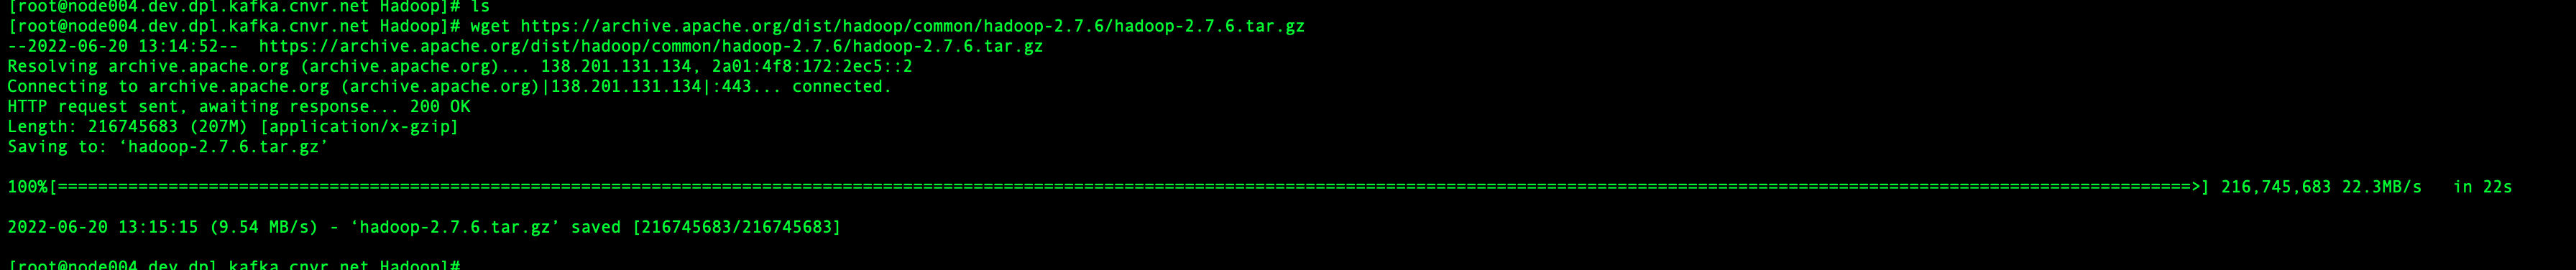 [root@node004.dev.dpl.kafka.cnvr.net Hadoop]# ls
[root@node004.dev.dpl.kafka.cnvr.net Hadoop]# wget https://archive.apache.org/dist/hadoop/common/hadoop-2.7.6/hadoop-2.7.6.tar.gz
--2022-06-20 13:14:52--  https://archive.apache.org/dist/hadoop/common/hadoop-2.7.6/hadoop-2.7.6.tar.gz
Resolving archive.apache.org (archive.apache.org)... 138.201.131.134, 2a01:4f8:172:2ec5::2
Connecting to archive.apache.org (archive.apache.org)|138.201.131.134|:443... connected.
HTTP request sent, awaiting response... 200 OK
Length: 216745683 (207M) [application/x-gzip]
Saving to: ‘hadoop-2.7.6.tar.gz’
100%[====================================================================================================================================================================================================================>] 216,745,683 22.3MB/s   in 22s
2022-06-20 13:15:15 (9.54 MB/s) - ‘hadoop-2.7.6.tar.gz’ saved [216745683/216745683]
[root@node004.dev.dpl.kafka.cnvr.net Hadoop]#